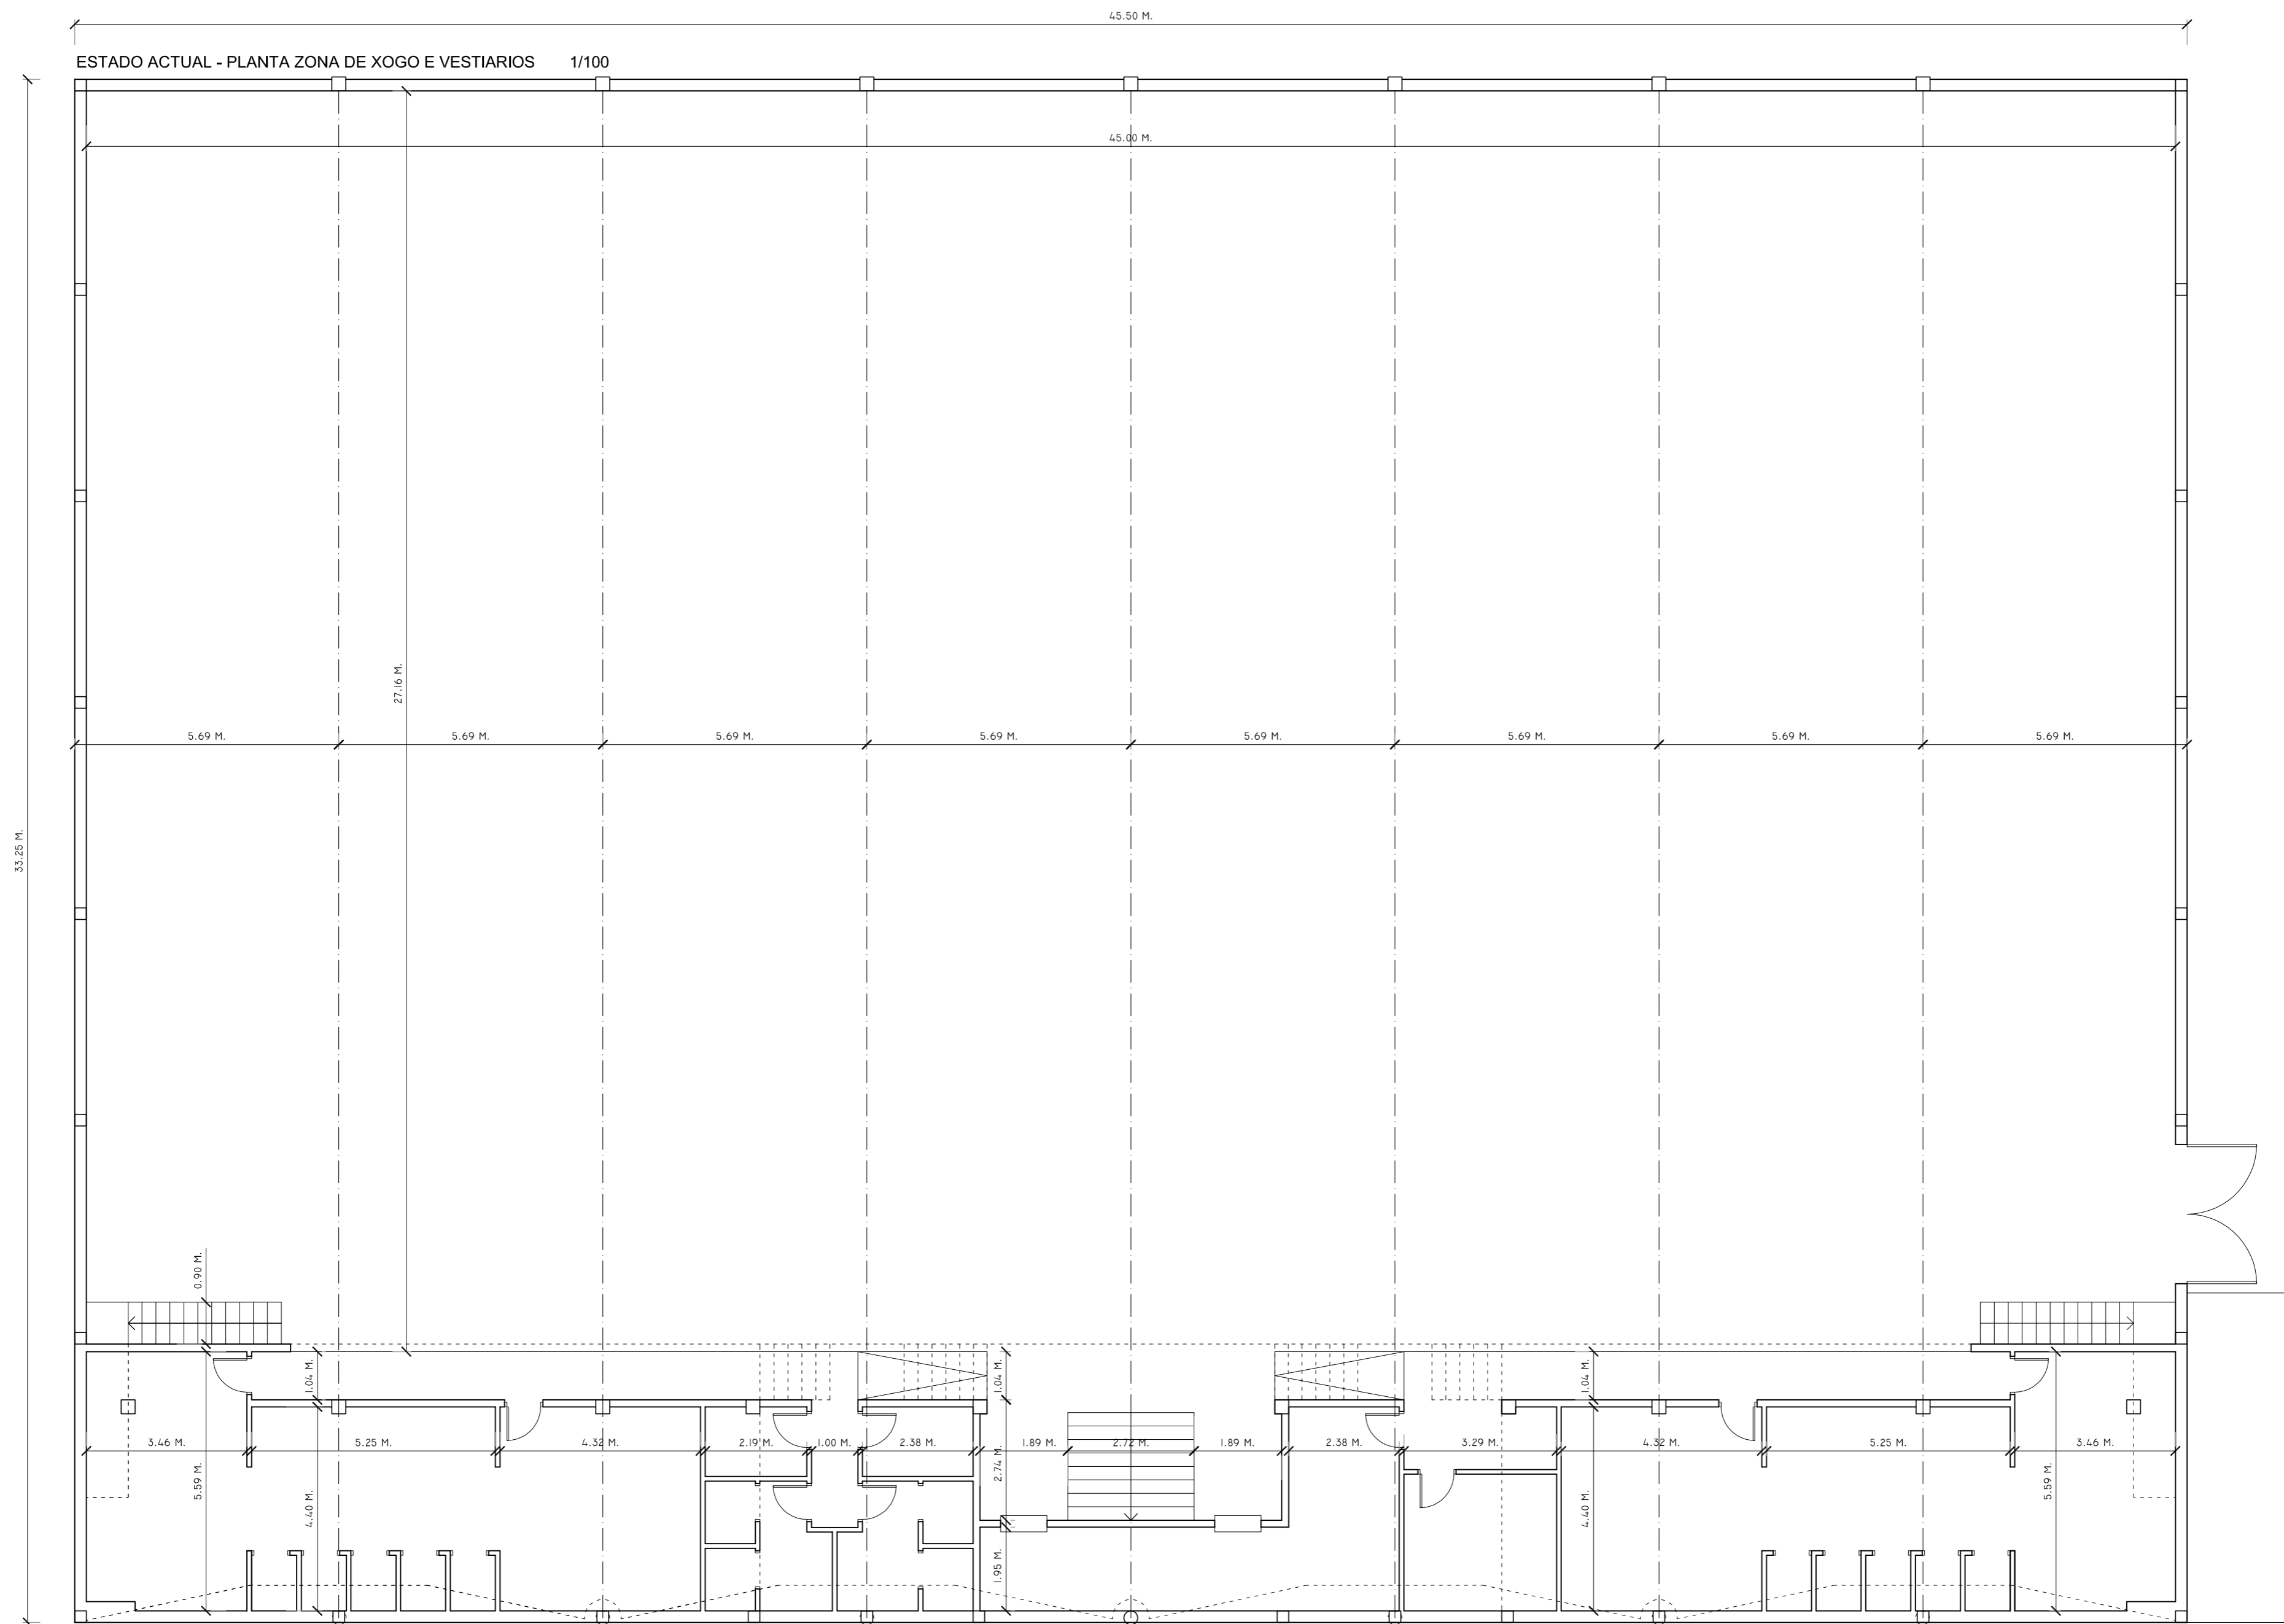 45.50 M.
ESTADO ACTUAL - PLANTA ZONA DE XOGO E VESTIARIOS 1/100
45.00 M.
27.16 M.
5.69 M. 5.69 M. 5.69 M. 5.69 M. 5.69 M. 5.69 M. 5.69 M. 5.69 M.
33.25 M.
0.90 M.
1.04 M. 1.04 M. 1.04 M.
3.46 M. 5.25 M. 4.32 M. 2.19 M. 1.00 M. 2.38 M. 1.89 M. 2.72 M. 1.89 M. 2.38 M. 3.29 M. 4.32 M. 5.25 M. 3.46 M.
5.59 M. 2.74 M. 5.59 M.
4.40 M. 4.40 M.
1.95 M.